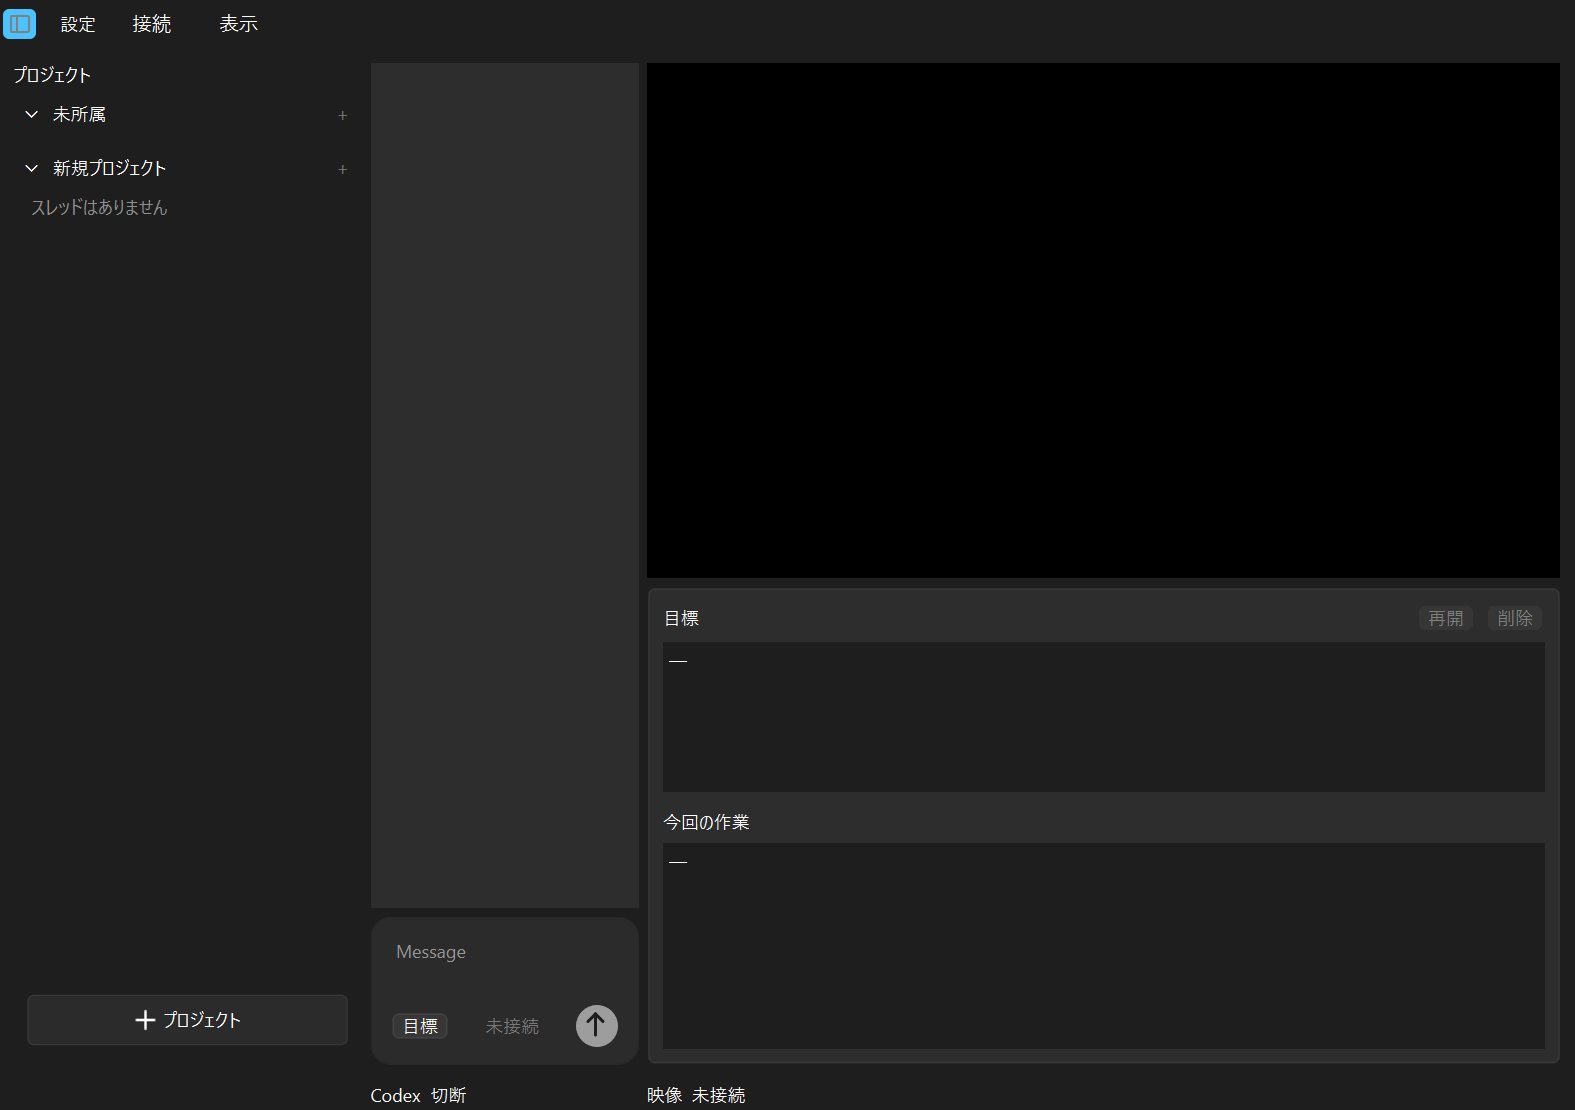 設定 接続 表示
プロジェクト
未所属 +
新規プロジェクト +
スレッドはありません
プロジェクト
Message
目標 未接続
Codex 切断
目標 再開 削除
—
今回の作業
—
映像 未接続